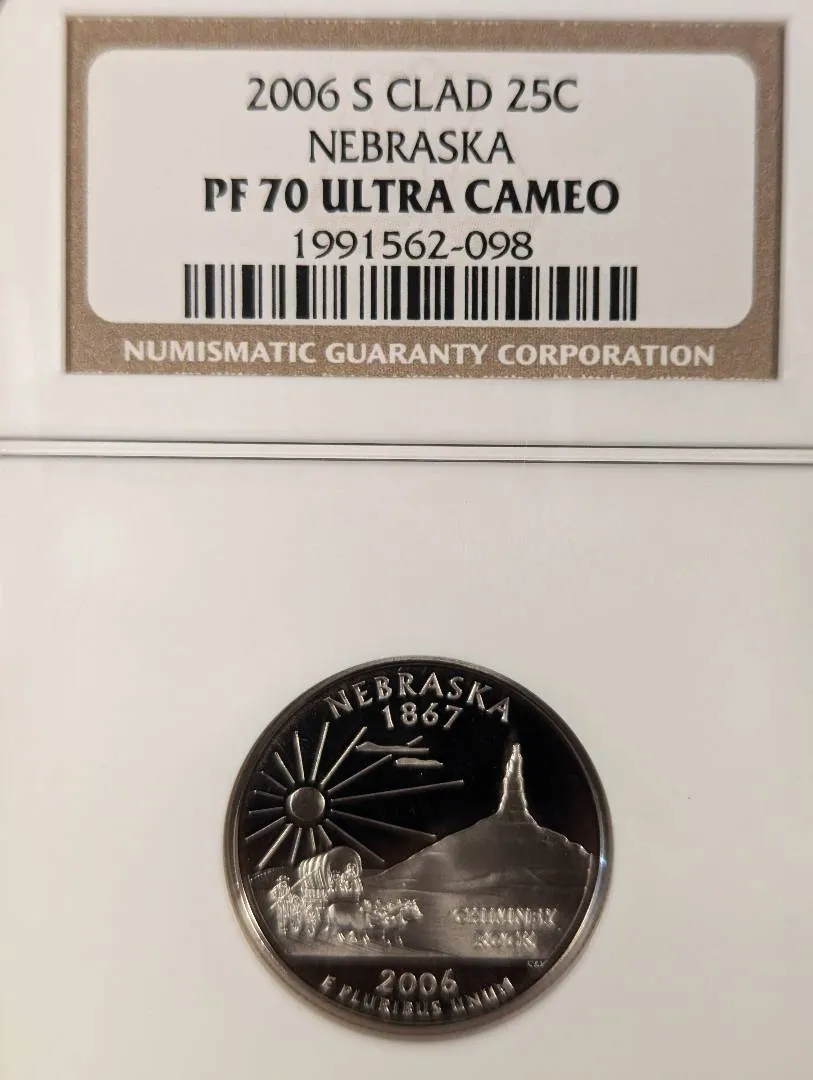 2006 S CLAD 25C
NEBRASKA
PF 70 ULTRA CAMEO
1991562-098
NUMISMATIC GUARANTY CORPORATION
NEBRASKA
1867
CHIMNEY
ROCK
2006
E PLURIBUS UNUM